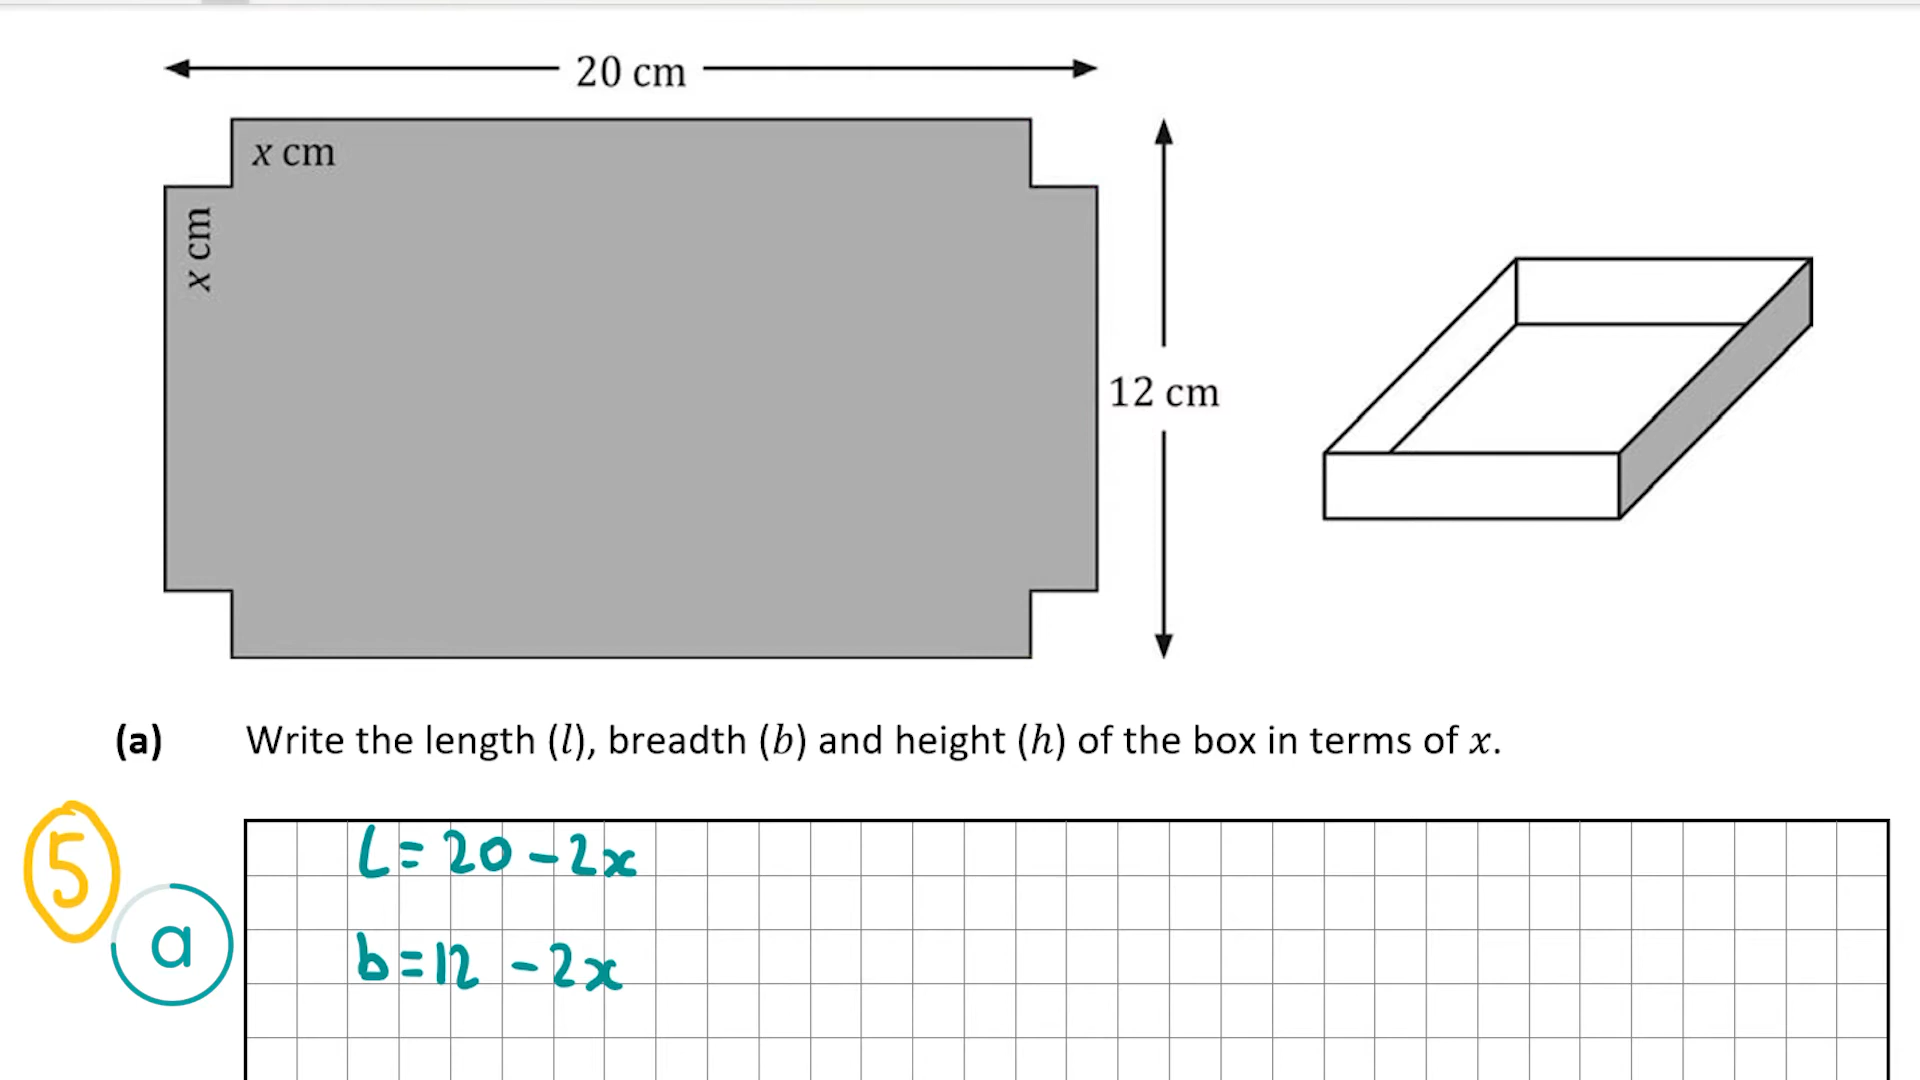 20 cm
x cm
x cm
12 cm
(a) Write the length (l), breadth (b) and height (h) of the box in terms of x.
5
a
L = 20 - 2x
b = 12 - 2x